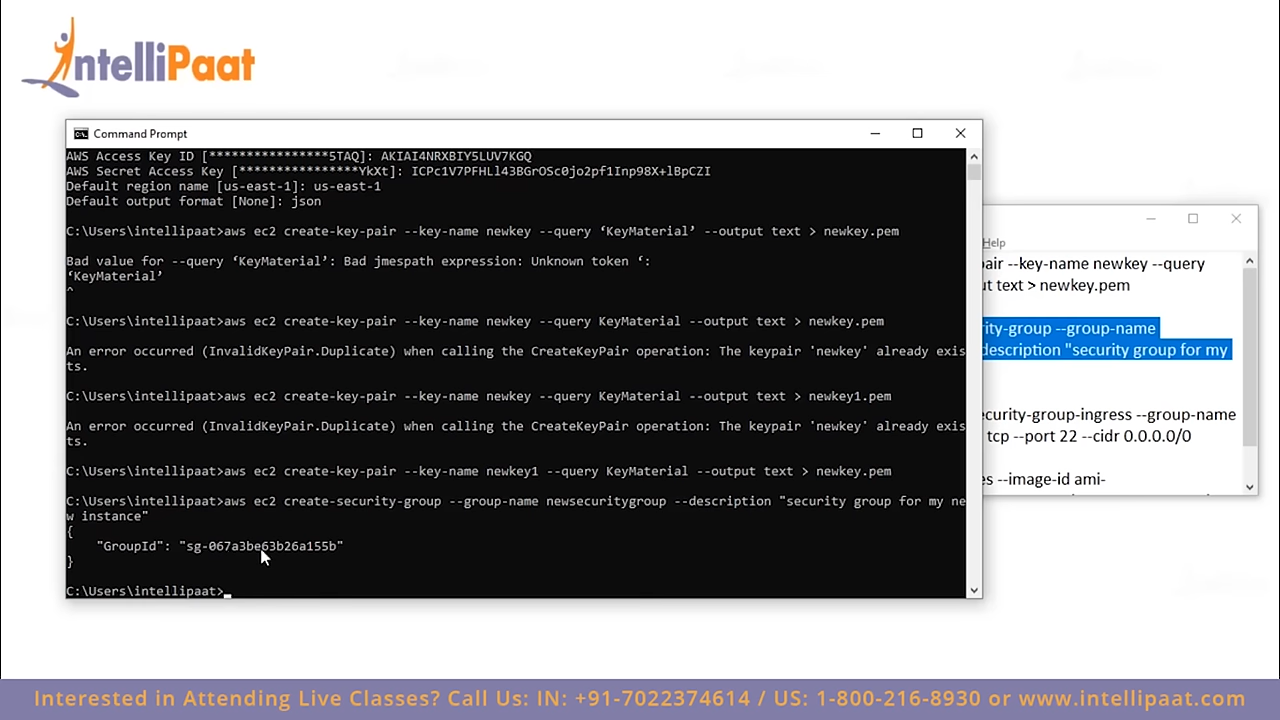 IntelliPaat
Command Prompt
AWS Access Key ID [****************5TAQ]: AKIAI4NRXBIY5LUV7KGQ
AWS Secret Access Key [****************YkXt]: 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
Default region name [us-east-1]: us-east-1
Default output format [None]: json
C:\Users\intellipaat>aws ec2 create-key-pair --key-name newkey --query ‘KeyMaterial’ --output text > newkey.pem
Bad value for --query ‘KeyMaterial’: Bad jmespath expression: Unknown token ‘:
‘KeyMaterial’
^
C:\Users\intellipaat>aws ec2 create-key-pair --key-name newkey --query KeyMaterial --output text > newkey.pem
An error occurred (InvalidKeyPair.Duplicate) when calling the CreateKeyPair operation: The keypair 'newkey' already exis
ts.
C:\Users\intellipaat>aws ec2 create-key-pair --key-name newkey --query KeyMaterial --output text > newkey1.pem
An error occurred (InvalidKeyPair.Duplicate) when calling the CreateKeyPair operation: The keypair 'newkey' already exis
ts.
C:\Users\intellipaat>aws ec2 create-key-pair --key-name newkey1 --query KeyMaterial --output text > newkey.pem
C:\Users\intellipaat>aws ec2 create-security-group --group-name newsecuritygroup --description "security group for my ne
w instance"
{
"GroupId": "sg-067a3be63b26a155b"
}
C:\Users\intellipaat>
Help
air --key-name newkey --query
ut text > newkey.pem
rity-group --group-name
description "security group for my
ecurity-group-ingress --group-name
tcp --port 22 --cidr 0.0.0.0/0
es --image-id ami-
Interested in Attending Live Classes? Call Us: IN: +91-7022374614 / US: 1-800-216-8930 or www.intellipaat.com